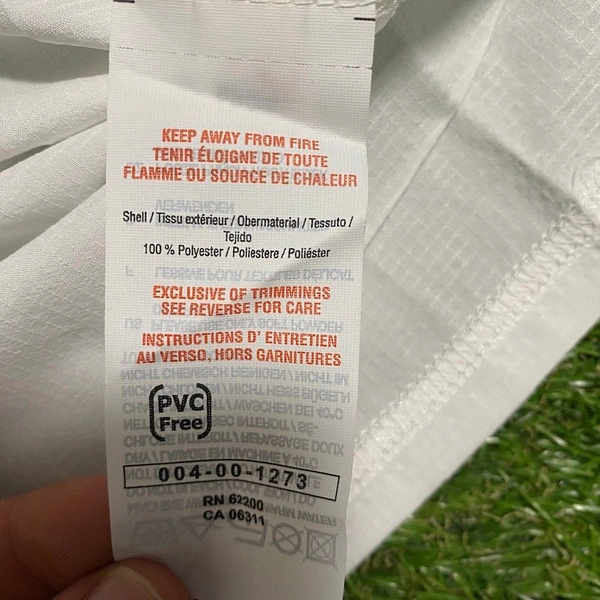 KEEP AWAY FROM FIRE
TENIR ÉLOIGNE DE TOUTE
FLAMME OU SOURCE DE CHALEUR
Shell / Tissu extérieur / Obermaterial / Tessuto /
Tejido
100 % Polyester / Poliestere / Poliéster
EXCLUSIVE OF TRIMMINGS
SEE REVERSE FOR CARE
INSTRUCTIONS D' ENTRETIEN
AU VERSO, HORS GARNITURES
PVC
Free
004-00-1273
RN 62200
CA 06311